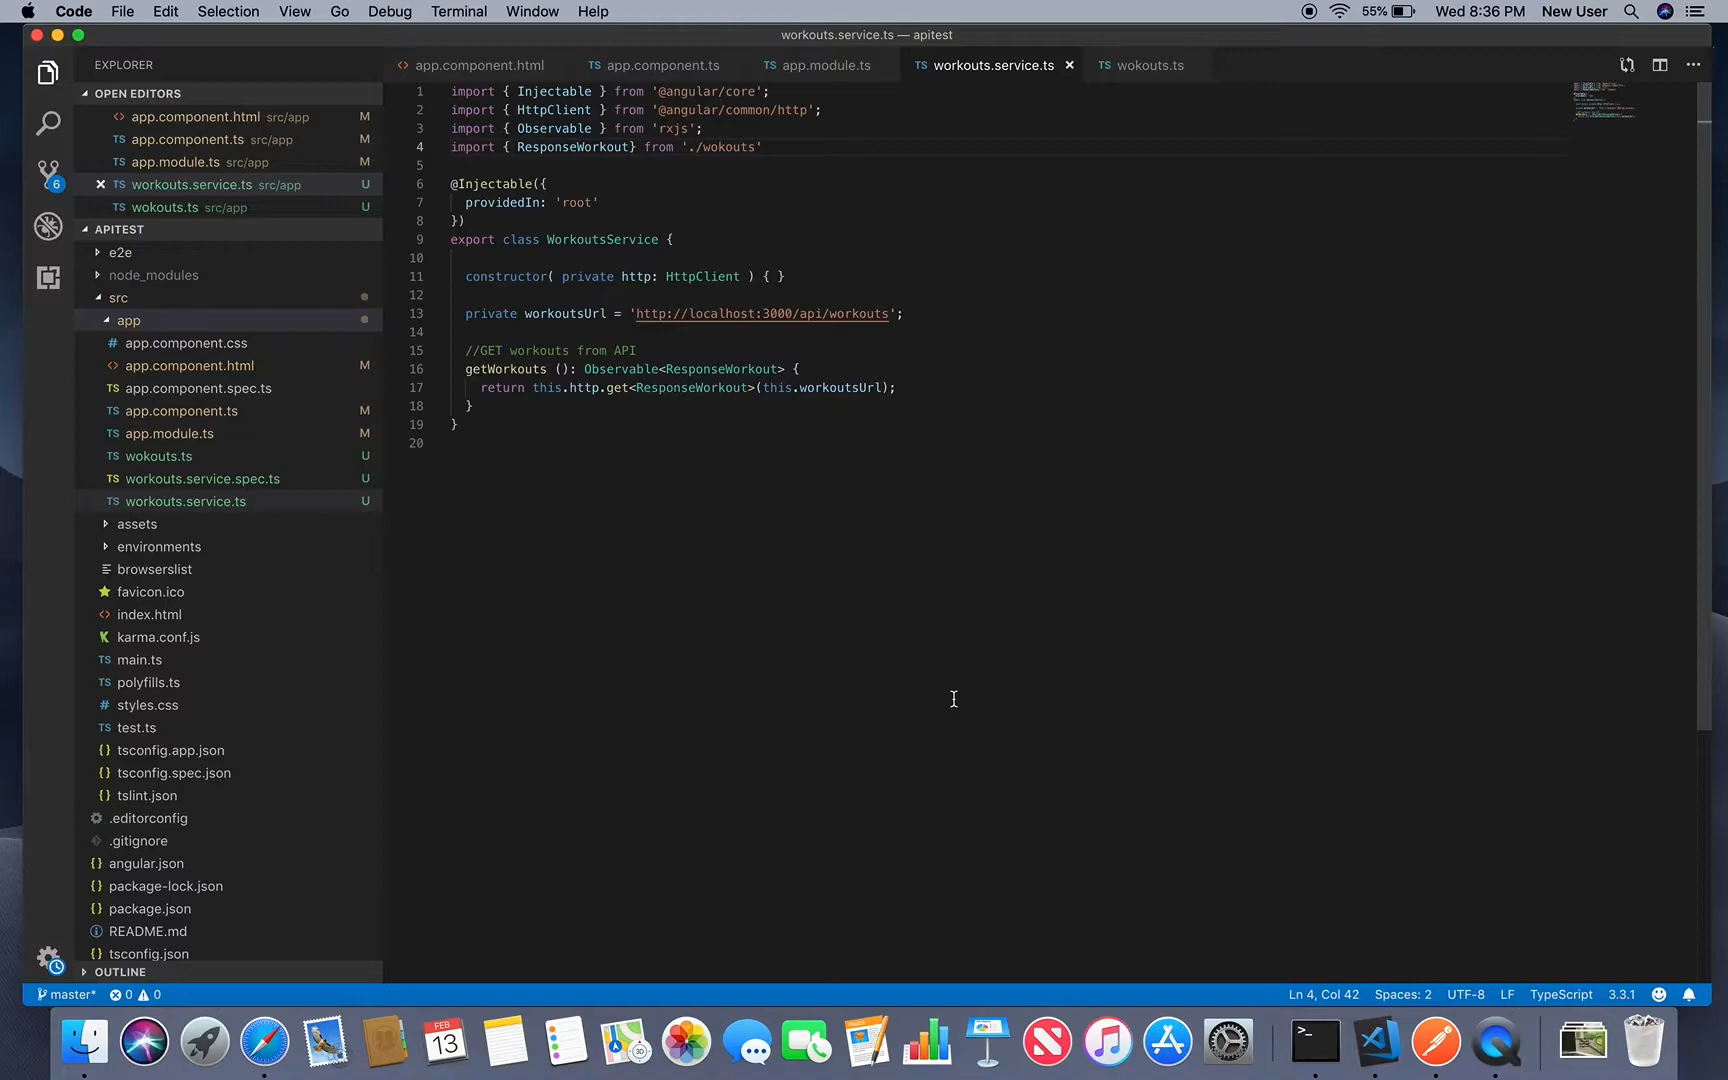 Code File Edit Selection View Go Debug Terminal Window Help 55% Wed 8:36 PM New User
workouts.service.ts — apitest
EXPLORER
app.component.html app.component.ts app.module.ts workouts.service.ts wokouts.ts
OPEN EDITORS
app.component.html src/app M
app.component.ts src/app M
app.module.ts src/app M
workouts.service.ts src/app U
wokouts.ts src/app U
6
APITEST
e2e
node_modules
src
app
app.component.css
app.component.html M
app.component.spec.ts
app.component.ts M
app.module.ts M
wokouts.ts U
workouts.service.spec.ts U
workouts.service.ts U
assets
environments
browserslist
favicon.ico
index.html
karma.conf.js
main.ts
polyfills.ts
styles.css
test.ts
tsconfig.app.json
tsconfig.spec.json
tslint.json
.editorconfig
.gitignore
angular.json
package-lock.json
package.json
README.md
tsconfig.json
OUTLINE
1 import { Injectable } from '@angular/core';
2 import { HttpClient } from '@angular/common/http';
3 import { Observable } from 'rxjs';
4 import { ResponseWorkout} from './wokouts'
5
6 @Injectable({
7 providedIn: 'root'
8 })
9 export class WorkoutsService {
10
11 constructor( private http: HttpClient ) { }
12
13 private workoutsUrl = 'http://localhost:3000/api/workouts';
14
15 //GET workouts from API
16 getWorkouts (): Observable<ResponseWorkout> {
17 return this.http.get<ResponseWorkout>(this.workoutsUrl);
18 }
19 }
20
master* 0 0 Ln 4, Col 42 Spaces: 2 UTF-8 LF TypeScript 3.3.1
FEB
13
3D
PAGES